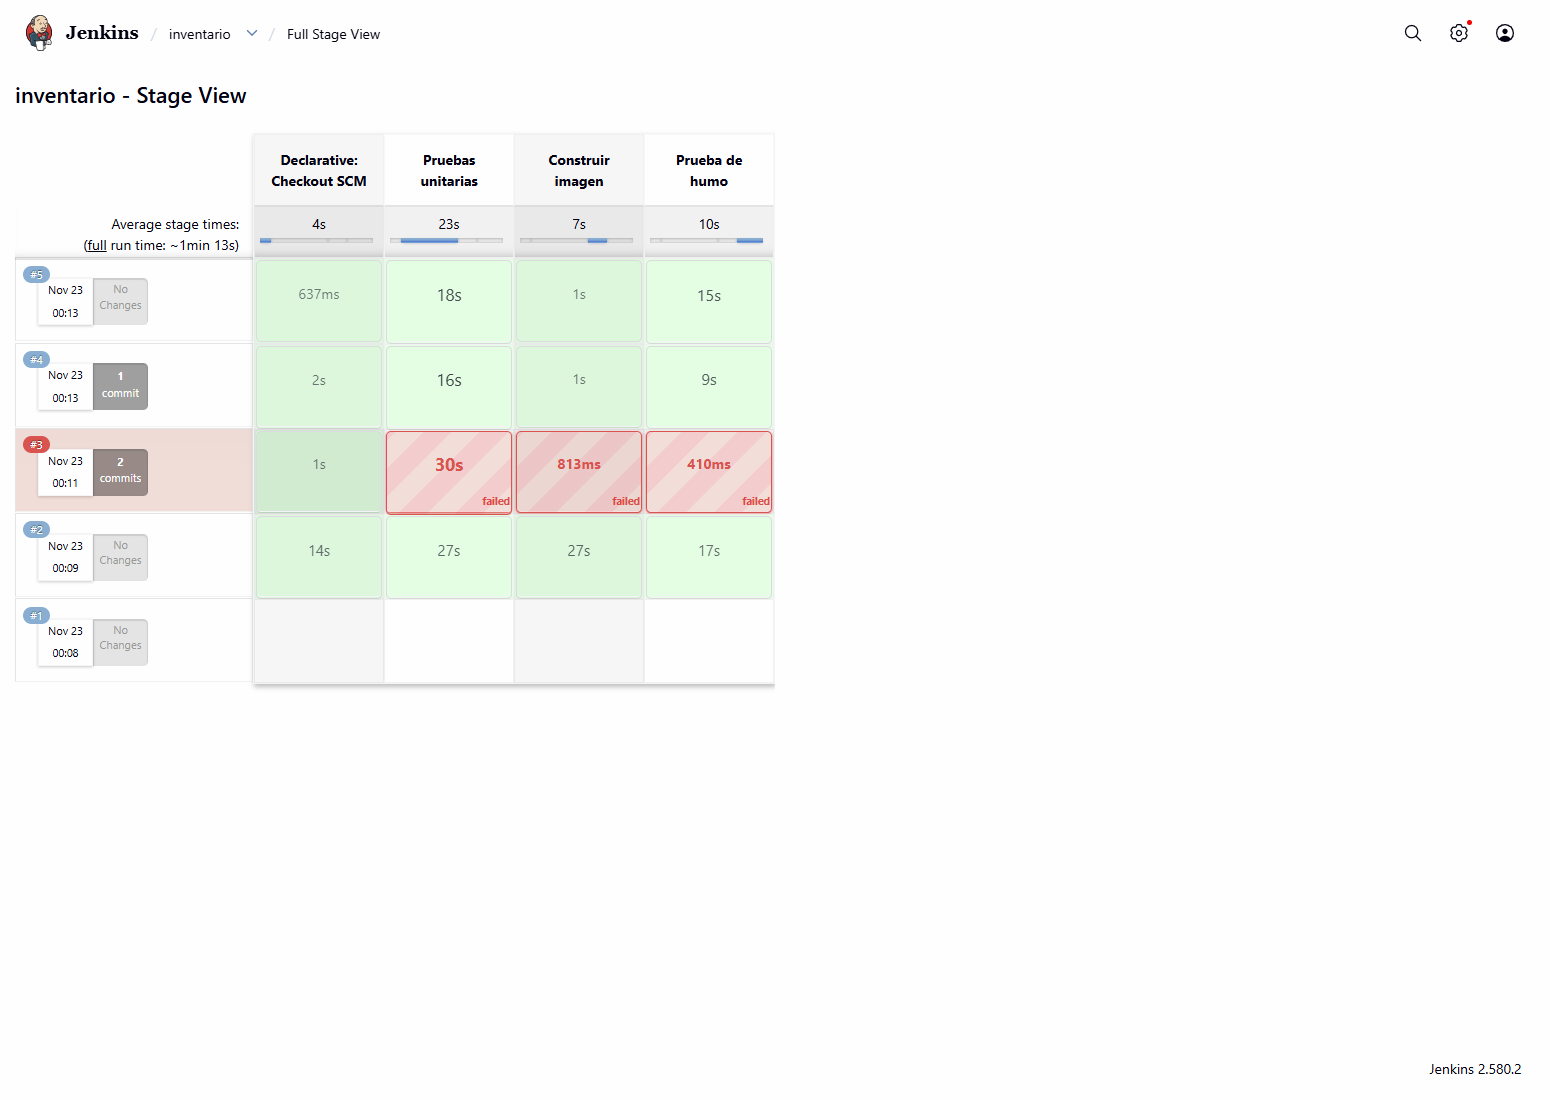 Jenkins / inventario / Full Stage View
inventario - Stage View
Declarative: Checkout SCM
Pruebas unitarias
Construir imagen
Prueba de humo
Average stage times:
(full run time: ~1min 13s)
4s
23s
7s
10s
#5
Nov 23
00:13
No Changes
637ms
18s
1s
15s
#4
Nov 23
00:13
1 commit
2s
16s
1s
9s
#3
Nov 23
00:11
2 commits
1s
30s
failed
813ms
failed
410ms
failed
#2
Nov 23
00:09
No Changes
14s
27s
27s
17s
#1
Nov 23
00:08
No Changes
Jenkins 2.580.2